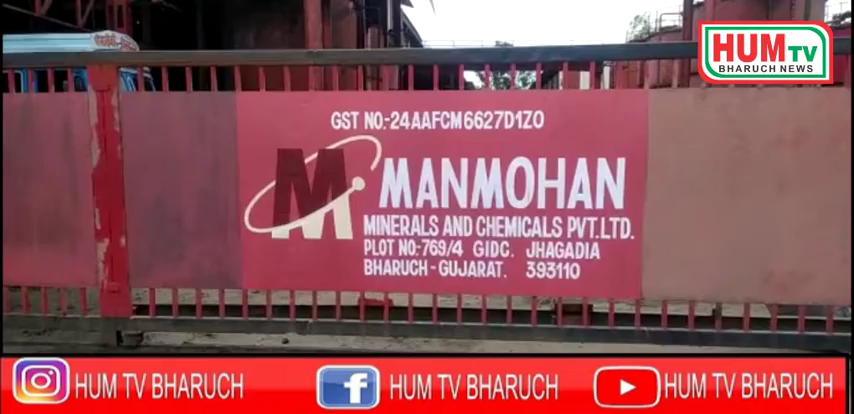 HUM TV
BHARUCH NEWS
GST NO.-24AAFCM6627D1Z0
M
MANMOHAN
MINERALS AND CHEMICALS PVT.LTD.
PLOT NO:-769/4 GIDC. JHAGADIA
BHARUCH-GUJARAT. 393110
HUM TV BHARUCH
HUM TV BHARUCH
HUM TV BHARUCH